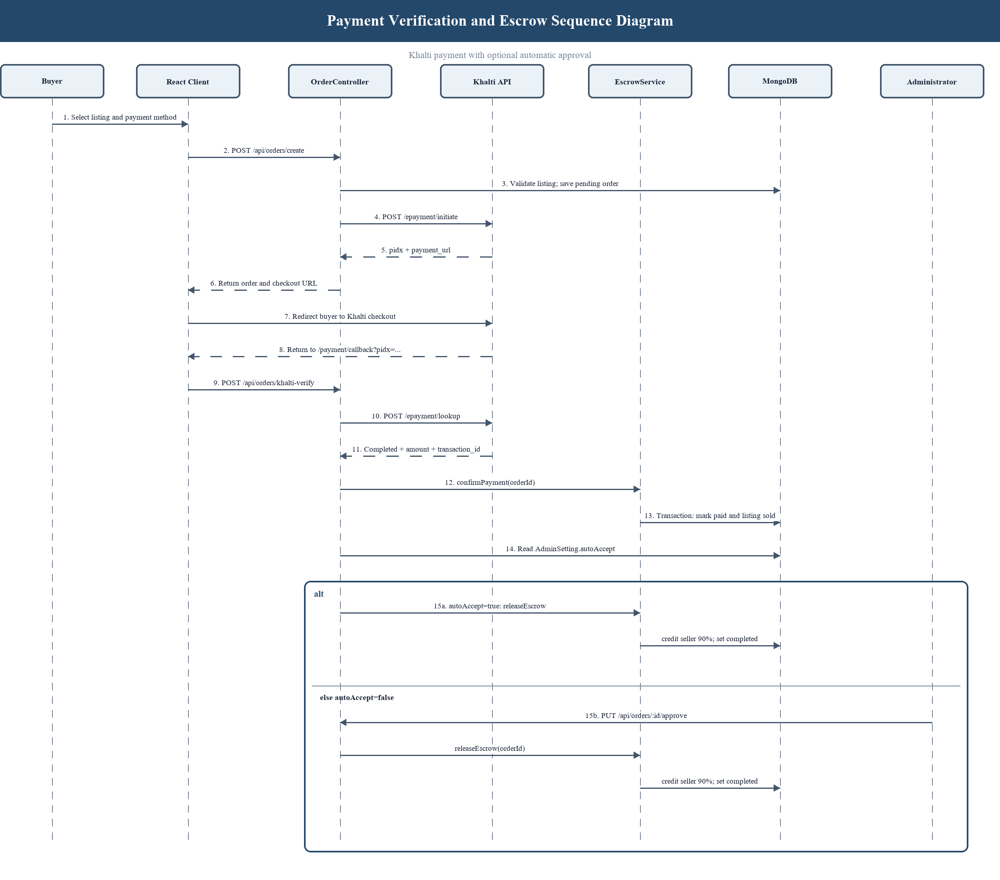 Payment Verification and Escrow Sequence Diagram
Khalti payment with optional automatic approval
Buyer
React Client
OrderController
Khalti API
EscrowService
MongoDB
Administrator
1. Select listing and payment method
2. POST /api/orders/create
3. Validate listing; save pending order
4. POST /epayment/initiate
5. pidx + payment_url
6. Return order and checkout URL
7. Redirect buyer to Khalti checkout
8. Return to /payment/callback?pidx=...
9. POST /api/orders/khalti-verify
10. POST /epayment/lookup
11. Completed + amount + transaction_id
12. confirmPayment(orderId)
13. Transaction: mark paid and listing sold
14. Read AdminSetting.autoAccept
alt
15a. autoAccept=true: releaseEscrow
credit seller 90%; set completed
else autoAccept=false
15b. PUT /api/orders/:id/approve
releaseEscrow(orderId)
credit seller 90%; set completed